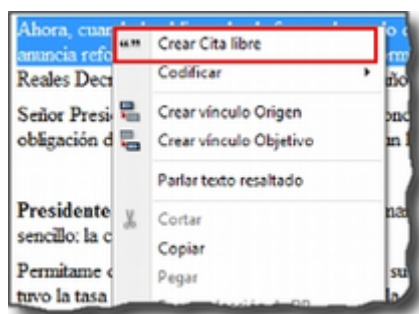 Ahora, cuan
anuncia refo
Reales Decr
Señor Presi
obligación d
Presidente
sencillo: la c
Permítame
tuvo la tasa
Crear Cita libre
Codificar
Crear vínculo Origen
Crear vínculo Objetivo
Parlar texto resaltado
Cortar
Copiar
Pegar